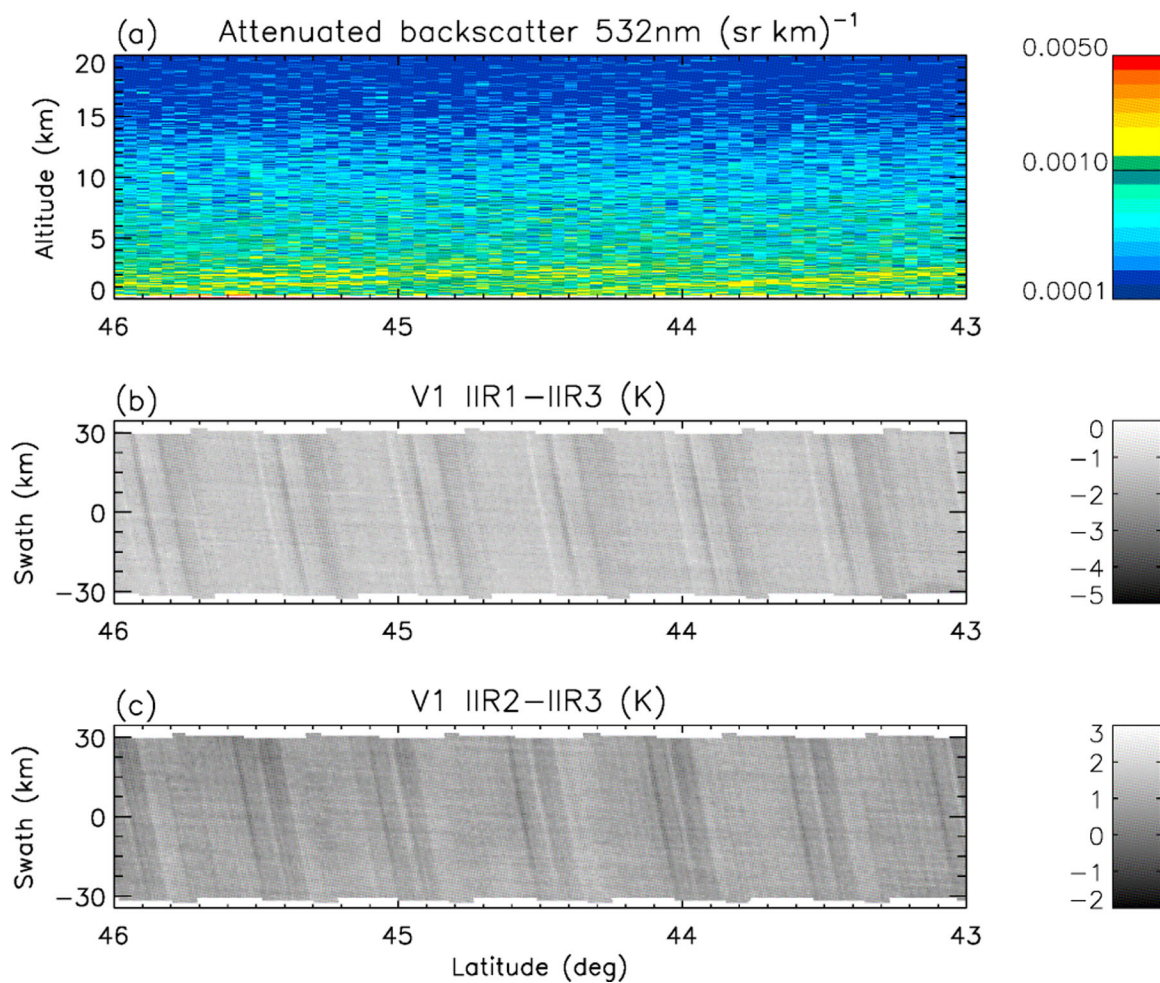 (a) Attenuated backscatter 532nm (sr km)⁻¹
Altitude (km)
20
15
10
5
0
46 45 44 43
0.0050
0.0010
0.0001
(b) V1 IIR1−IIR3 (K)
Swath (km)
30
0
−30
46 45 44 43
0
−1
−2
−3
−4
−5
(c) V1 IIR2−IIR3 (K)
Swath (km)
30
0
−30
46 45 44 43
Latitude (deg)
3
2
1
0
−1
−2